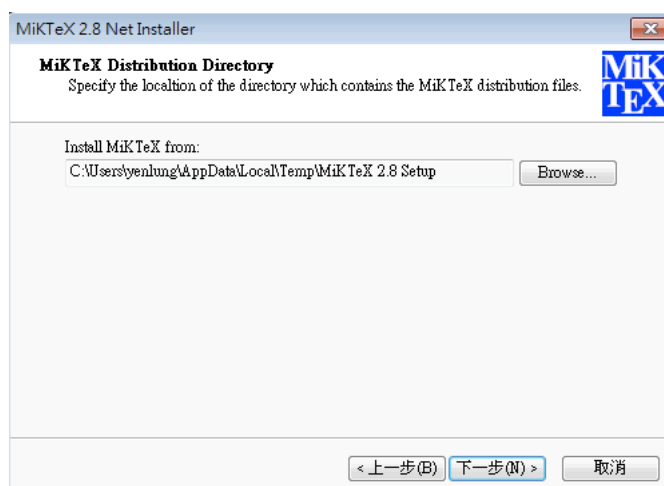 MiKTeX 2.8 Net Installer
MiKTeX Distribution Directory
Specify the localtion of the directory which contains the MiKTeX distribution files.
MiK
TEX
Install MiKTeX from:
C:\Users\yenlung\AppData\Local\Temp\MiKTeX 2.8 Setup
Browse...
<上一步(B)
下一步(N)>
取消